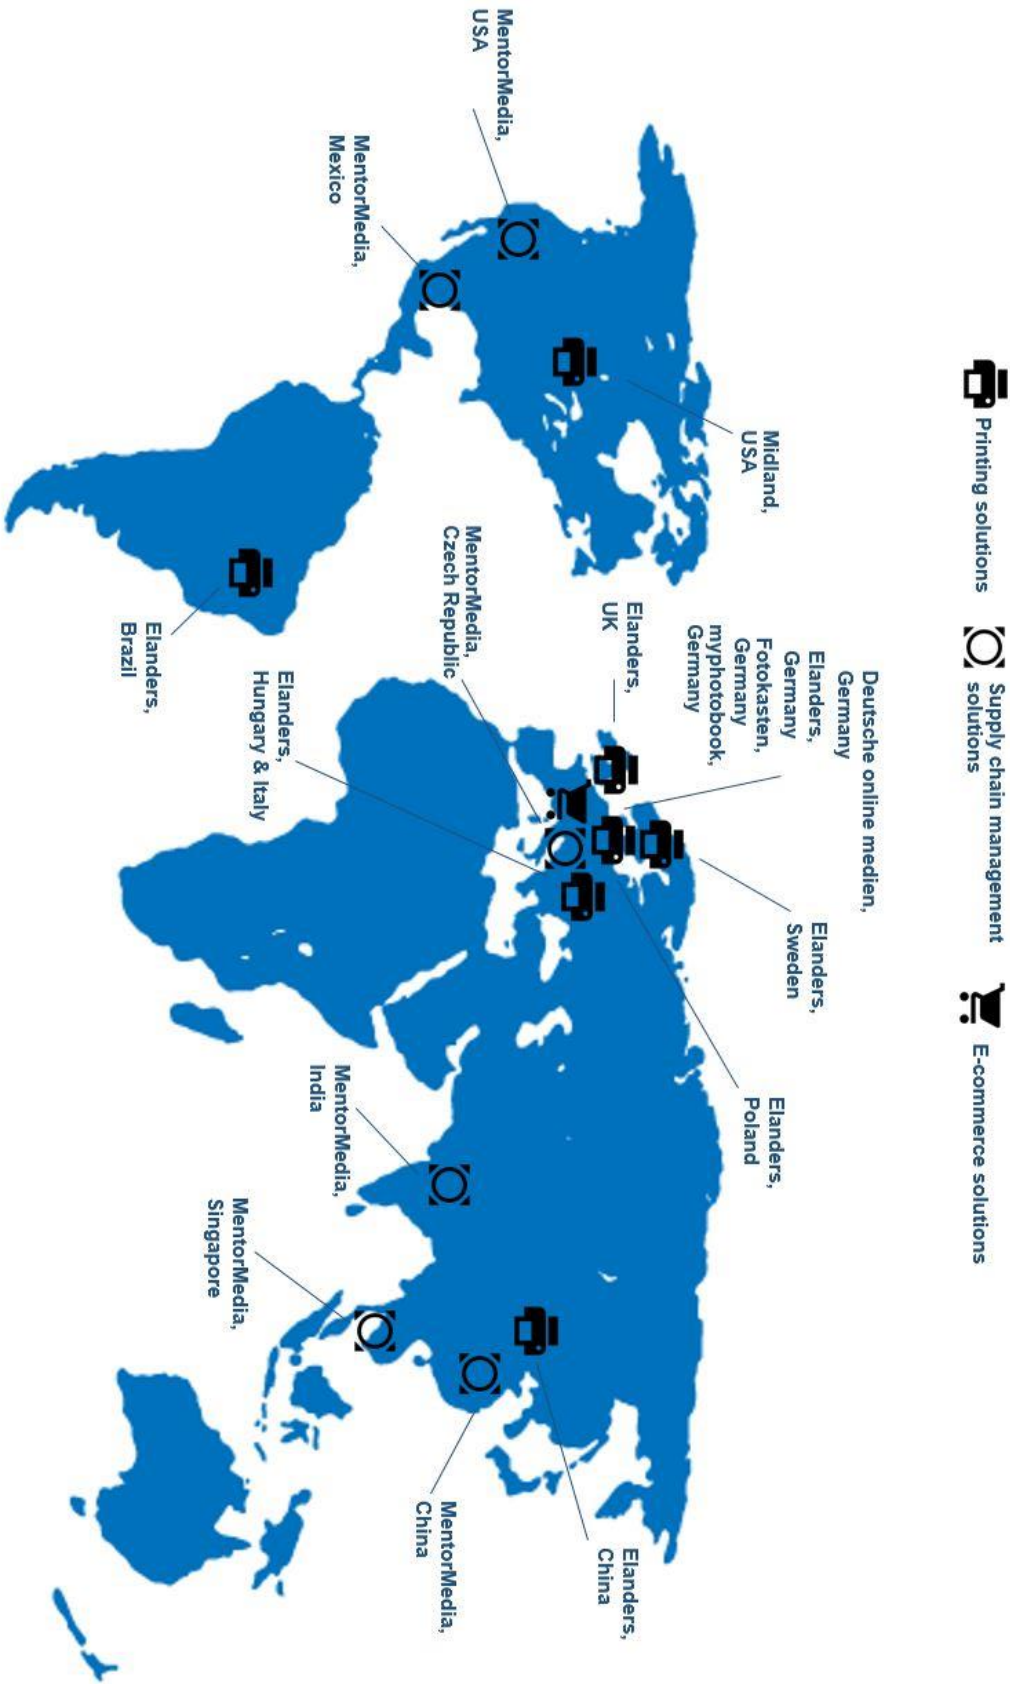 Printing solutions
Supply chain management
solutions
E-commerce solutions
MentorMedia,
USA
MentorMedia,
Mexico
Midland,
USA
Elanders,
Brazil
MentorMedia,
Czech Republic
Elanders,
Hungary & Italy
Elanders,
UK
Deutsche online medien,
Germany
Elanders,
Germany
Fotokasten,
Germany
myphotobook,
Germany
Elanders,
Sweden
Elanders,
Poland
MentorMedia,
India
MentorMedia,
Singapore
MentorMedia,
China
Elanders,
China